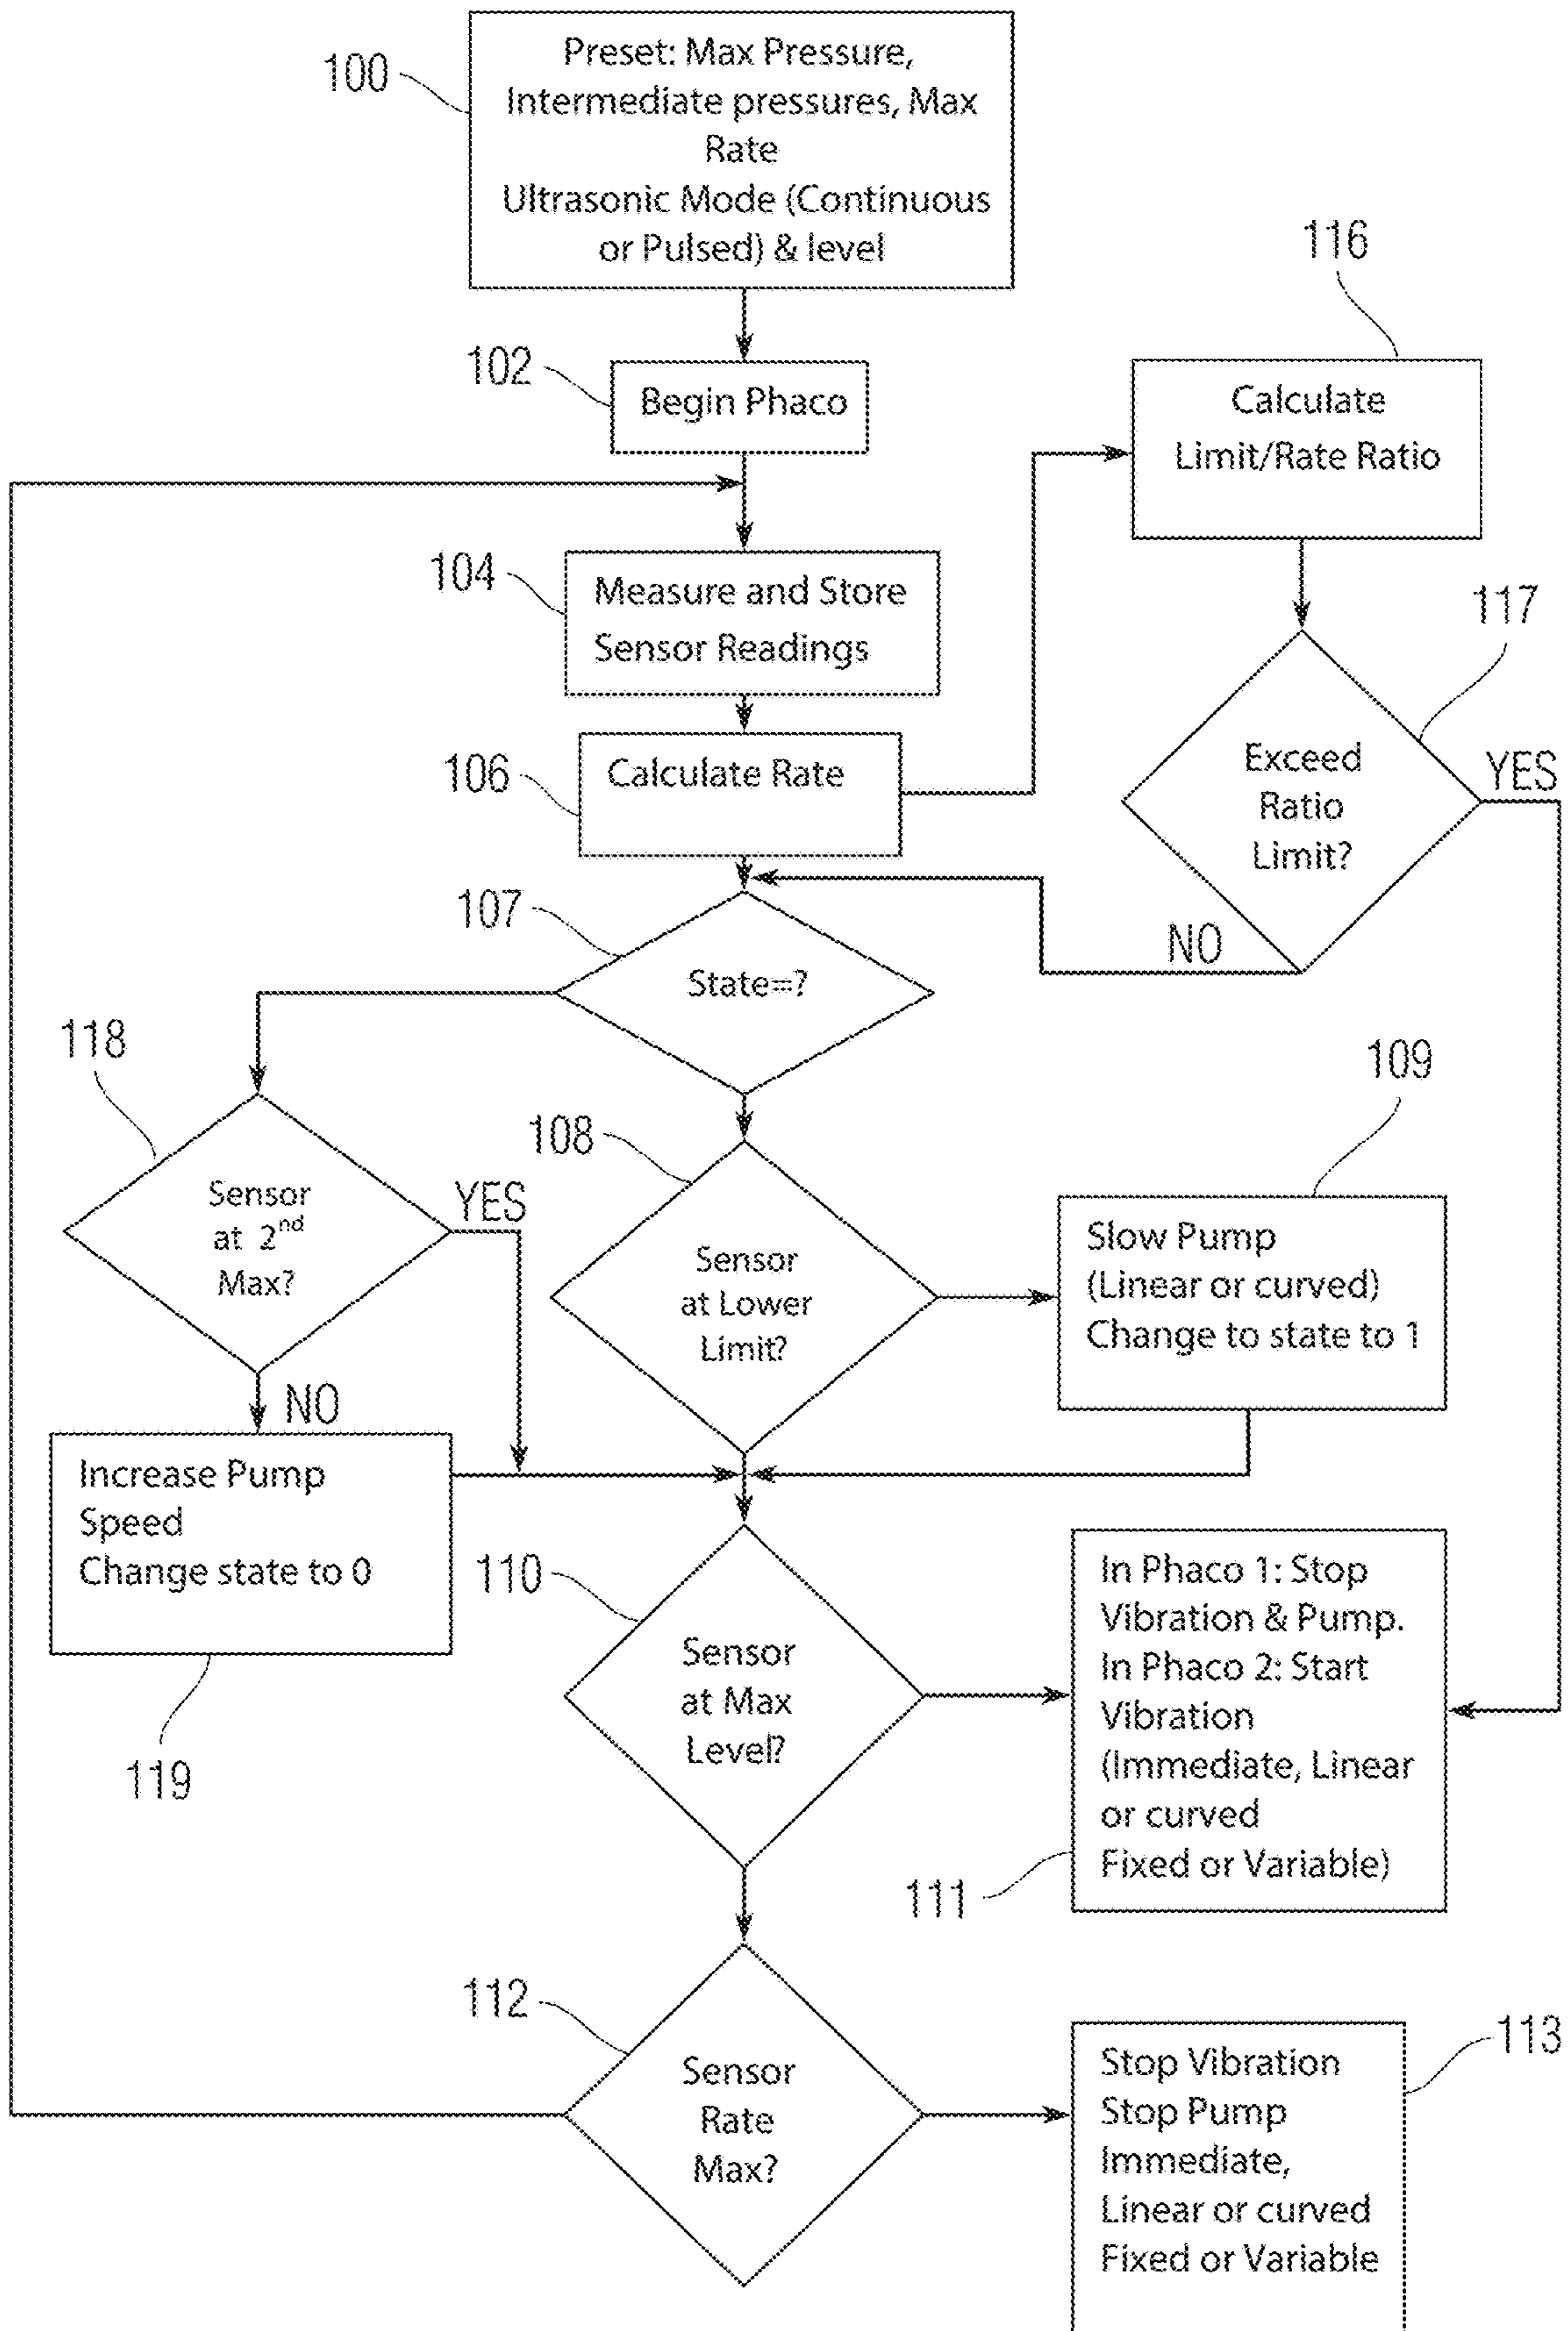 100
Preset: Max Pressure,
Intermediate pressures, Max
Rate
Ultrasonic Mode (Continuous
or Pulsed) & level
102
Begin Phaco
116
Calculate
Limit/Rate Ratio
104
Measure and Store
Sensor Readings
117
Exceed
Ratio
Limit?
YES
NO
106
Calculate Rate
107
State=?
118
Sensor
at 2nd
Max?
YES
NO
108
Sensor
at Lower
Limit?
109
Slow Pump
(Linear or curved)
Change to state to 1
Increase Pump
Speed
Change state to 0
119
110
Sensor
at Max
Level?
In Phaco 1: Stop
Vibration & Pump.
In Phaco 2: Start
Vibration
(Immediate, Linear
or curved
Fixed or Variable)
111
112
Sensor
Rate
Max?
113
Stop Vibration
Stop Pump
Immediate,
Linear or curved
Fixed or Variable